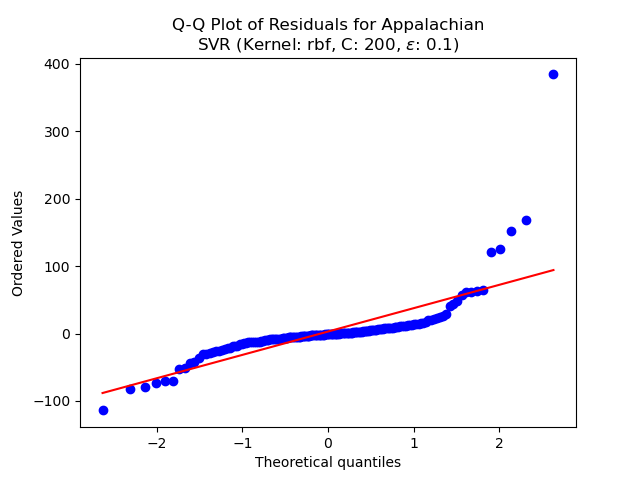 Q-Q Plot of Residuals for Appalachian
SVR (Kernel: rbf, C: 200, ε: 0.1)
400
300
200
100
0
−100
Ordered Values
−2
−1
0
1
2
Theoretical quantiles